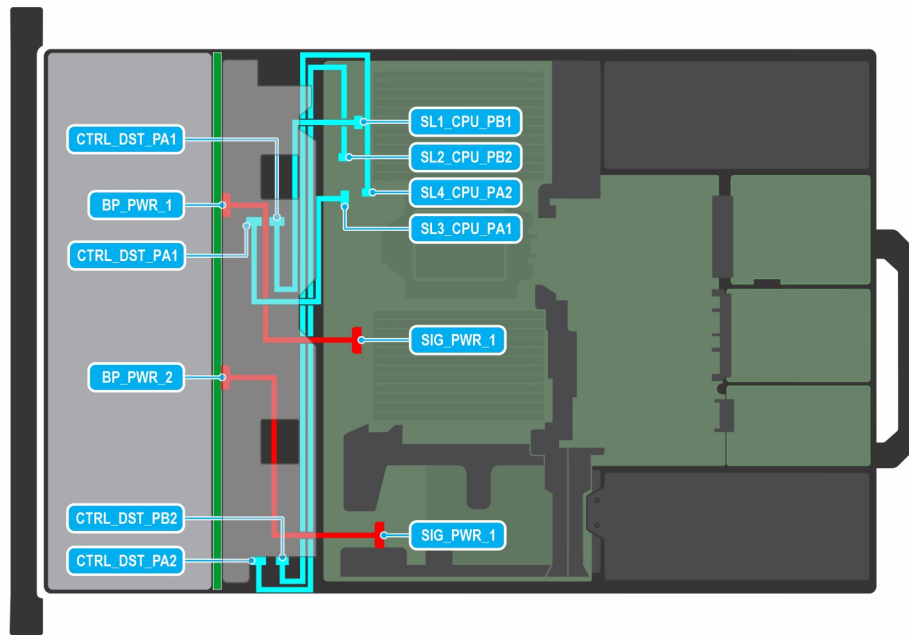 CTRL_DST_PA1
BP_PWR_1
CTRL_DST_PA1
BP_PWR_2
CTRL_DST_PB2
CTRL_DST_PA2
SL1_CPU_PB1
SL2_CPU_PB2
SL4_CPU_PA2
SL3_CPU_PA1
SIG_PWR_1
SIG_PWR_1